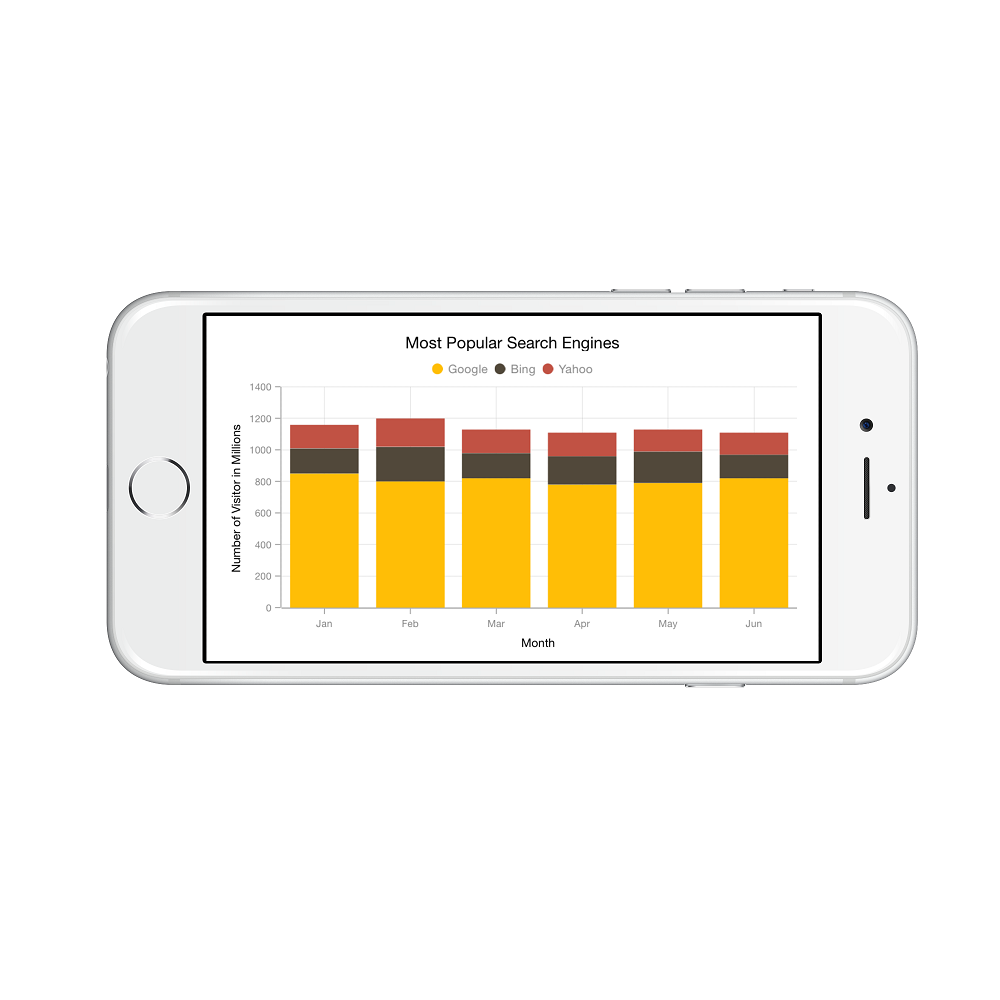 Most Popular Search Engines
Google Bing Yahoo
1400
1200
1000
800
600
400
200
0
Number of Visitor in Millions
Jan Feb Mar Apr May Jun
Month